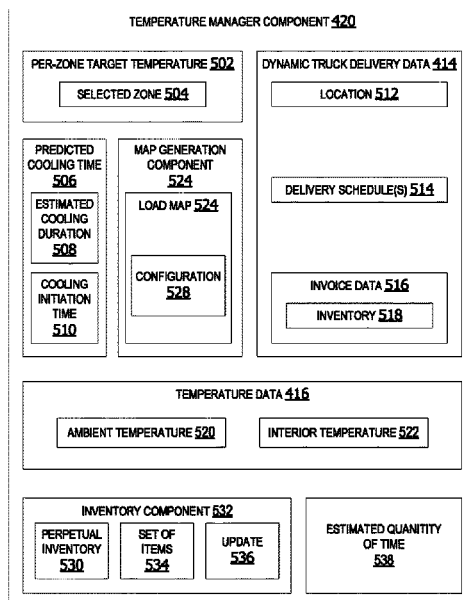 TEMPERATURE MANAGER COMPONENT 420
PER-ZONE TARGET TEMPERATURE 502
SELECTED ZONE 504
DYNAMIC TRUCK DELIVERY DATA 414
LOCATION 512
DELIVERY SCHEDULE(S) 514
INVOICE DATA 516
INVENTORY 518
PREDICTED
COOLING TIME
506
ESTIMATED
COOLING
DURATION
508
COOLING
INITIATION
TIME
510
MAP GENERATION
COMPONENT
524
LOAD MAP 524
CONFIGURATION
528
TEMPERATURE DATA 416
AMBIENT TEMPERATURE 520
INTERIOR TEMPERATURE 522
INVENTORY COMPONENT 532
PERPETUAL
INVENTORY
530
SET OF
ITEMS
534
UPDATE
536
ESTIMATED QUANITITY
OF TIME
538